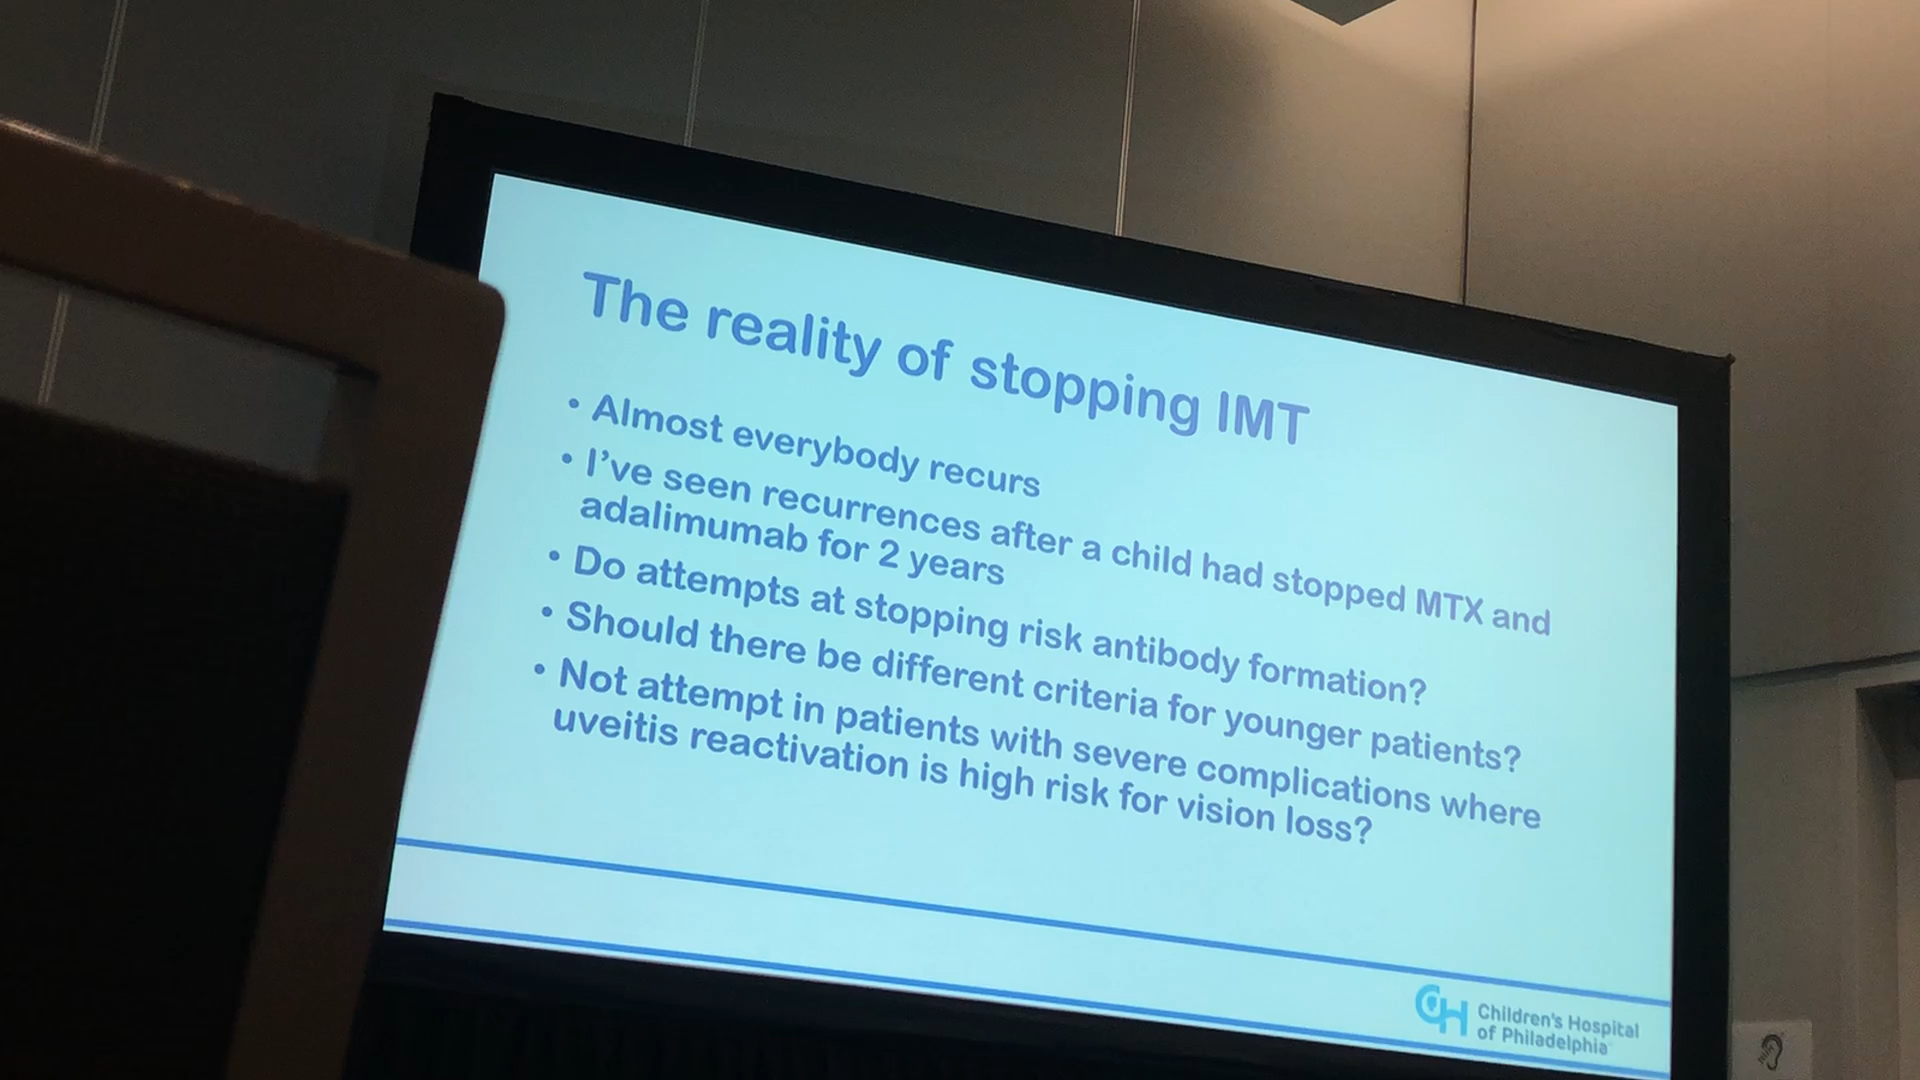 The reality of stopping IMT
• Almost everybody recurs
• I've seen recurrences after a child had stopped MTX and
adalimumab for 2 years
• Do attempts at stopping risk antibody formation?
• Should there be different criteria for younger patients?
• Not attempt in patients with severe complications where
uveitis reactivation is high risk for vision loss?
CH Children's Hospital
of Philadelphia